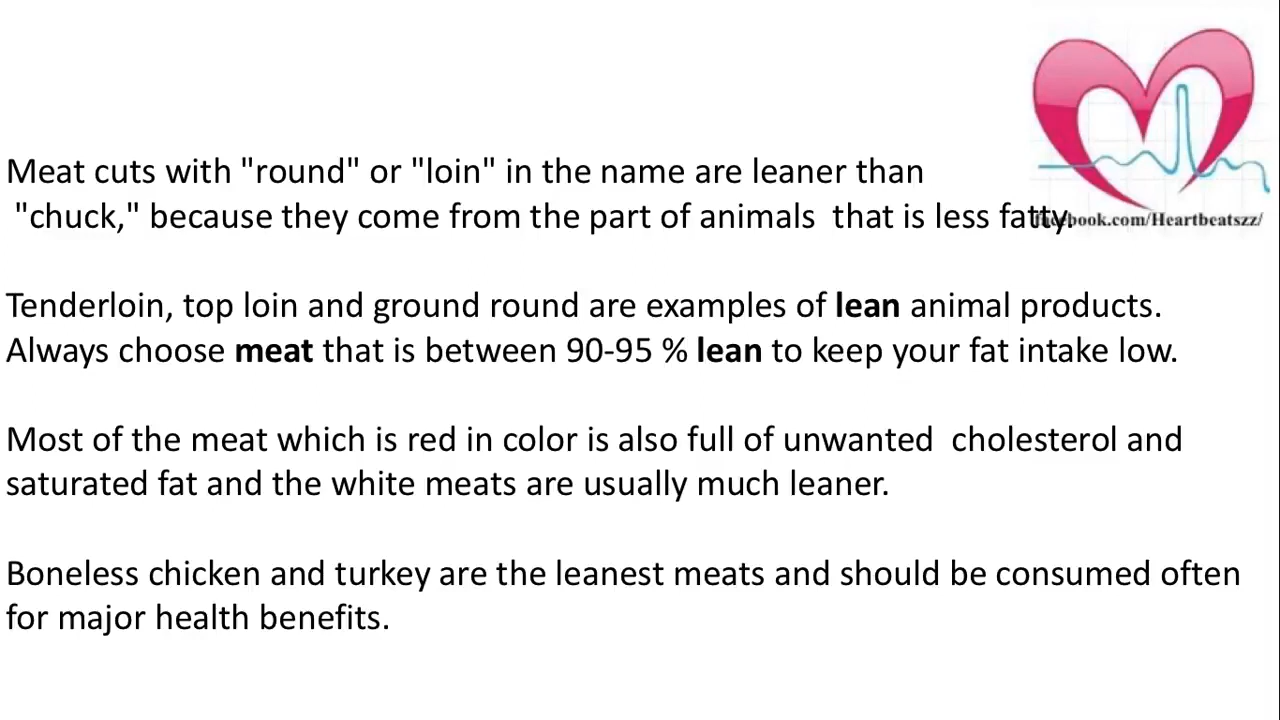 Meat cuts with "round" or "loin" in the name are leaner than
"chuck," because they come from the part of animals  that is less fatty.
facebook.com/Heartbeatszz/
Tenderloin, top loin and ground round are examples of lean animal products.
Always choose meat that is between 90-95 % lean to keep your fat intake low.
Most of the meat which is red in color is also full of unwanted  cholesterol and
saturated fat and the white meats are usually much leaner.
Boneless chicken and turkey are the leanest meats and should be consumed often
for major health benefits.